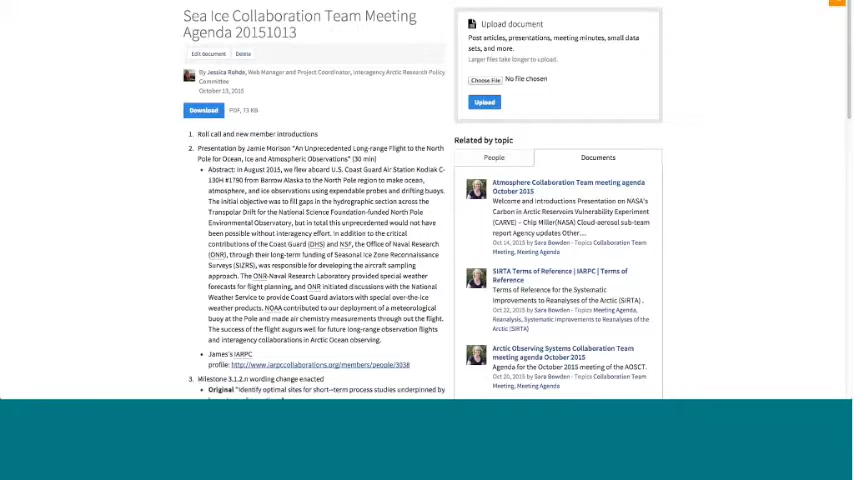 Sea Ice Collaboration Team Meeting
Agenda 20151013
Edit document
Delete
By Jessica Rohde, Web Manager and Project Coordinator, Interagency Arctic Research Policy
Committee
October 13, 2015
Download
PDF, 73 KB
1. Roll call and new member introductions
2. Presentation by Jamie Morison "An Unprecedented Long-range Flight to the North
Pole for Ocean, Ice and Atmospheric Observations" (30 min)
• Abstract: In August 2015, we flew aboard U.S. Coast Guard Air Station Kodiak C-
130H #1790 from Barrow Alaska to the North Pole region to make ocean,
atmosphere, and ice observations using expendable probes and drifting buoys.
The initial objective was to fill gaps in the hydrographic section across the
Transpolar Drift for the National Science Foundation-funded North Pole
Environmental Observatory, but in total this unprecedented would not have
been possible without interagency effort. In addition to the critical
contributions of the Coast Guard (DHS) and NSF, the Office of Naval Research
(ONR), through their long-term funding of Seasonal Ice Zone Reconnaissance
Surveys (SIZRS), was responsible for developing the aircraft sampling
approach. The ONR-Naval Research Laboratory provided special weather
forecasts for flight planning, and ONR initiated discussions with the National
Weather Service to provide Coast Guard aviators with special over-the-ice
weather products. NOAA contributed to our deployment of a meteorological
buoy at the Pole and made air chemistry measurements through out the flight.
The success of the flight augurs well for future long-range observation flights
and interagency collaborations in Arctic Ocean observing.
• James's IARPC
profile: http://www.iarpccollaborations.org/members/people/3038
3. Milestone 3.1.2.n wording change enacted
• Original "Identify optimal sites for short-term process studies underpinned by
Upload document
Post articles, presentations, meeting minutes, small data
sets, and more.
Larger files take longer to upload.
Choose File No file chosen
Upload
Related by topic
People
Documents
Atmosphere Collaboration Team meeting agenda
October 2015
Welcome and Introductions Presentation on NASA's
Carbon in Arctic Reservoirs Vulnerability Experiment
(CARVE) – Chip Miller(NASA) Cloud-aerosol sub-team
report Agency updates Other...
Oct 14, 2015 by Sara Bowden - Topics Collaboration Team
Meeting, Meeting Agenda
SIRTA Terms of Reference | IARPC | Terms of
Reference
Terms of Reference for the Systematic
Improvements to Reanalyses of the Arctic (SIRTA) .
Oct 22, 2015 by Sara Bowden - Topics Meeting Agenda,
Reanalysis, Systematic Improvements to Reanalyses of the
Arctic (SIRTA)
Arctic Observing Systems Collaboration Team
meeting agenda October 2015
Agenda for the October 2015 meeting of the AOSCT.
Oct 20, 2015 by Sara Bowden - Topics Collaboration Team
Meeting, Meeting Agenda